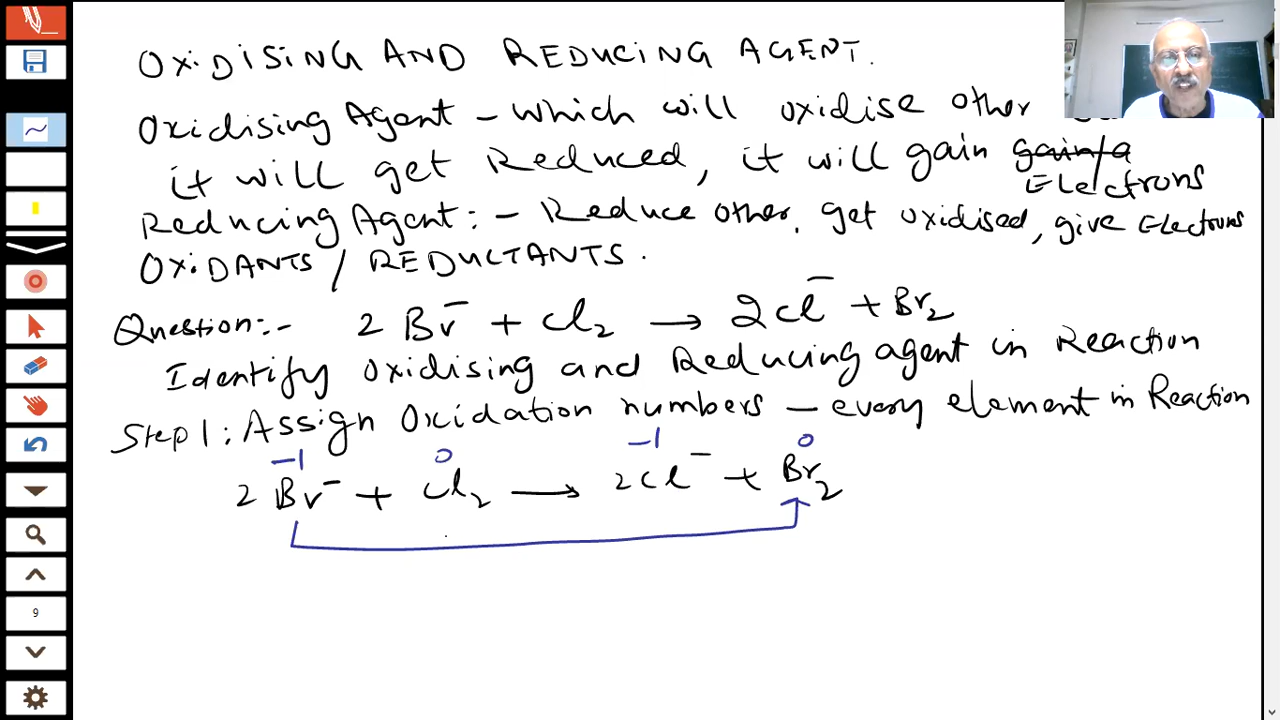 OXIDISING AND REDUCING AGENT.
Oxidising Agent - Which will oxidise other
it will get Reduced, it will gain
Electrons
Reducing Agent: - Reduce other, get oxidised, give Electrons
OXIDANTS / REDUCTANTS.
Question:- 2 Br⁻ + Cl₂ → 2Cl⁻ + Br₂
Identify oxidising and Reducing agent in Reaction
Step 1: Assign Oxidation numbers - every element in Reaction
-1 0 -1 0
2 Br⁻ + Cl₂ → 2Cl⁻ + Br₂
9